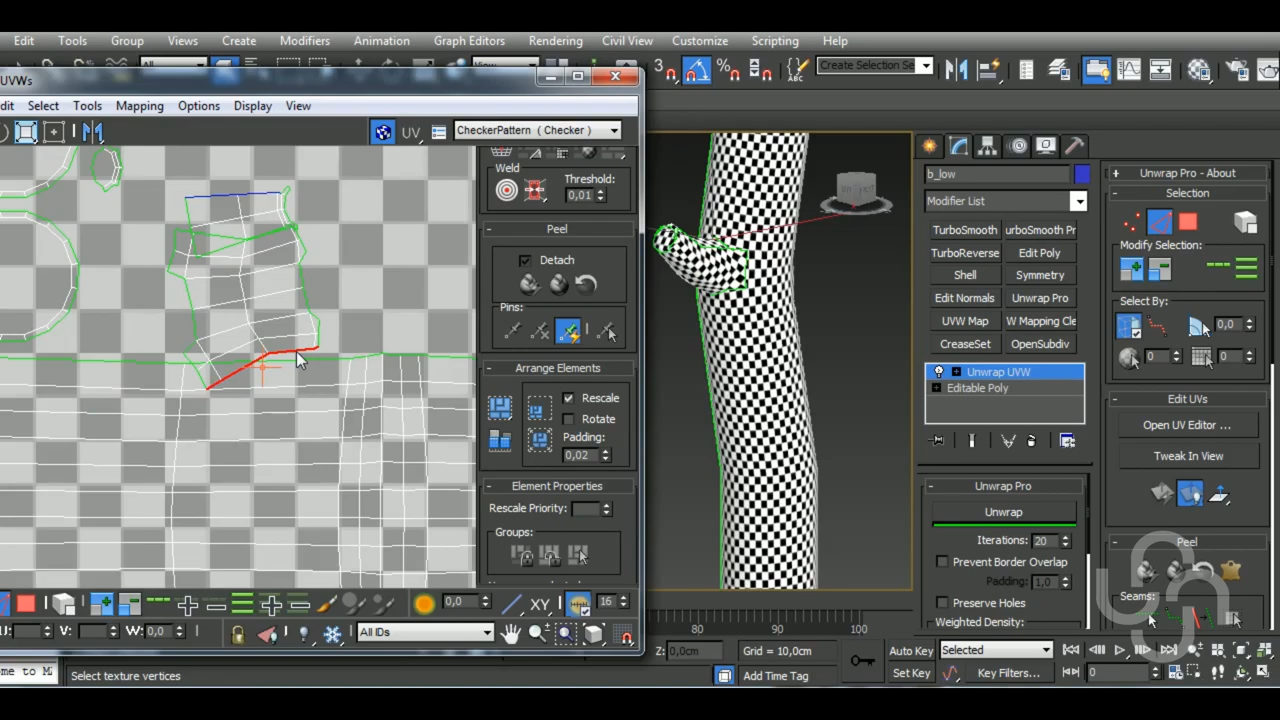 Edit Tools Group Views Create Modifiers Animation Graph Editors Rendering Civil View Customize Scripting Help
All View 3 Create Selection Se
UVWs
dit Select Tools Mapping Options Display View
UV CheckerPattern ( Checker )
Weld
Threshold:
0,01
Peel
Detach
Pins:
Arrange Elements
Rescale
Rotate
Padding:
0,02
Element Properties
Rescale Priority:
Groups:
0,0 XY 16
U: V: W: 0,0 All IDs
ome to M
Select texture vertices
80 90 100
Z: 0,0cm Grid = 10,0cm
Add Time Tag
Auto Key Selected
Set Key Key Filters... 0
b_low
Modifier List
TurboSmooth urboSmooth Pr
TurboReverse Edit Poly
Shell Symmetry
Edit Normals Unwrap Pro
UVW Map W Mapping Cle
CreaseSet OpenSubdiv
Unwrap UVW
Editable Poly
Unwrap Pro
Unwrap
Iterations: 20
Prevent Border Overlap
Padding: 1,0
Preserve Holes
Weighted Density:
Unwrap Pro - About
Selection
Modify Selection:
Select By:
0,0
0 0
Edit UVs
Open UV Editor ...
Tweak In View
Peel
Seams: